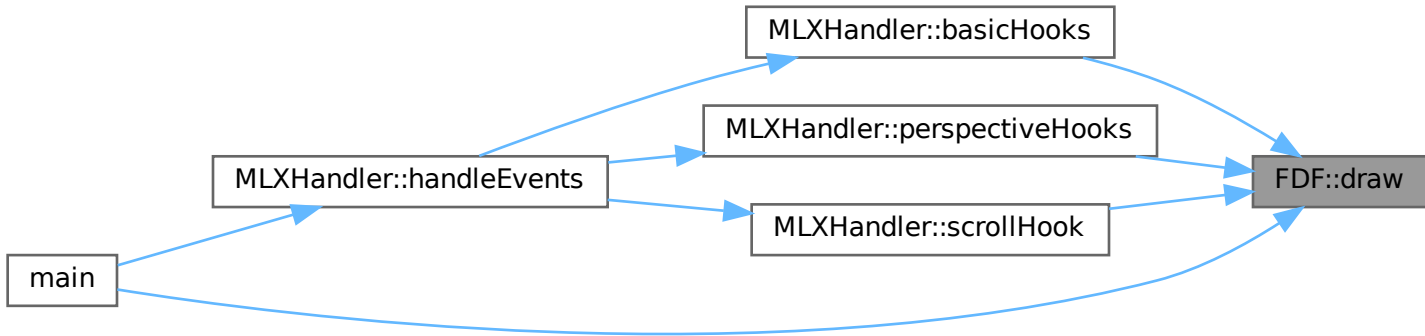 MLXHandler::basicHooks
MLXHandler::perspectiveHooks
MLXHandler::handleEvents
FDF::draw
MLXHandler::scrollHook
main